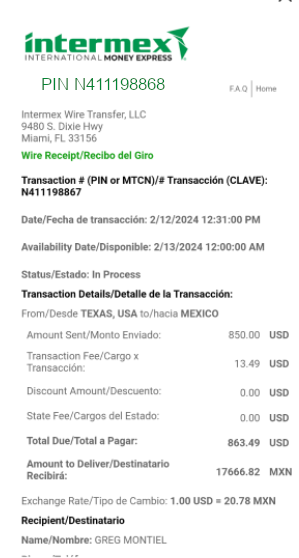 intermex
INTERNATIONAL MONEY EXPRESS
PIN N411198868
F.A.Q Home
Intermex Wire Transfer, LLC
9480 S. Dixie Hwy
Miami, FL 33156
Wire Receipt/Recibo del Giro
Transaction # (PIN or MTCN)/# Transacción (CLAVE):
N411198867
Date/Fecha de transacción: 2/12/2024 12:31:00 PM
Availability Date/Disponible: 2/13/2024 12:00:00 AM
Status/Estado: In Process
Transaction Details/Detalle de la Transacción:
From/Desde TEXAS, USA to/hacia MEXICO
Amount Sent/Monto Enviado: 850.00 USD
Transaction Fee/Cargo x
Transacción: 13.49 USD
Discount Amount/Descuento: 0.00 USD
State Fee/Cargos del Estado: 0.00 USD
Total Due/Total a Pagar: 863.49 USD
Amount to Deliver/Destinatario
Recibirá: 17666.82 MXN
Exchange Rate/Tipo de Cambio: 1.00 USD = 20.78 MXN
Recipient/Destinatario
Name/Nombre: GREG MONTIEL